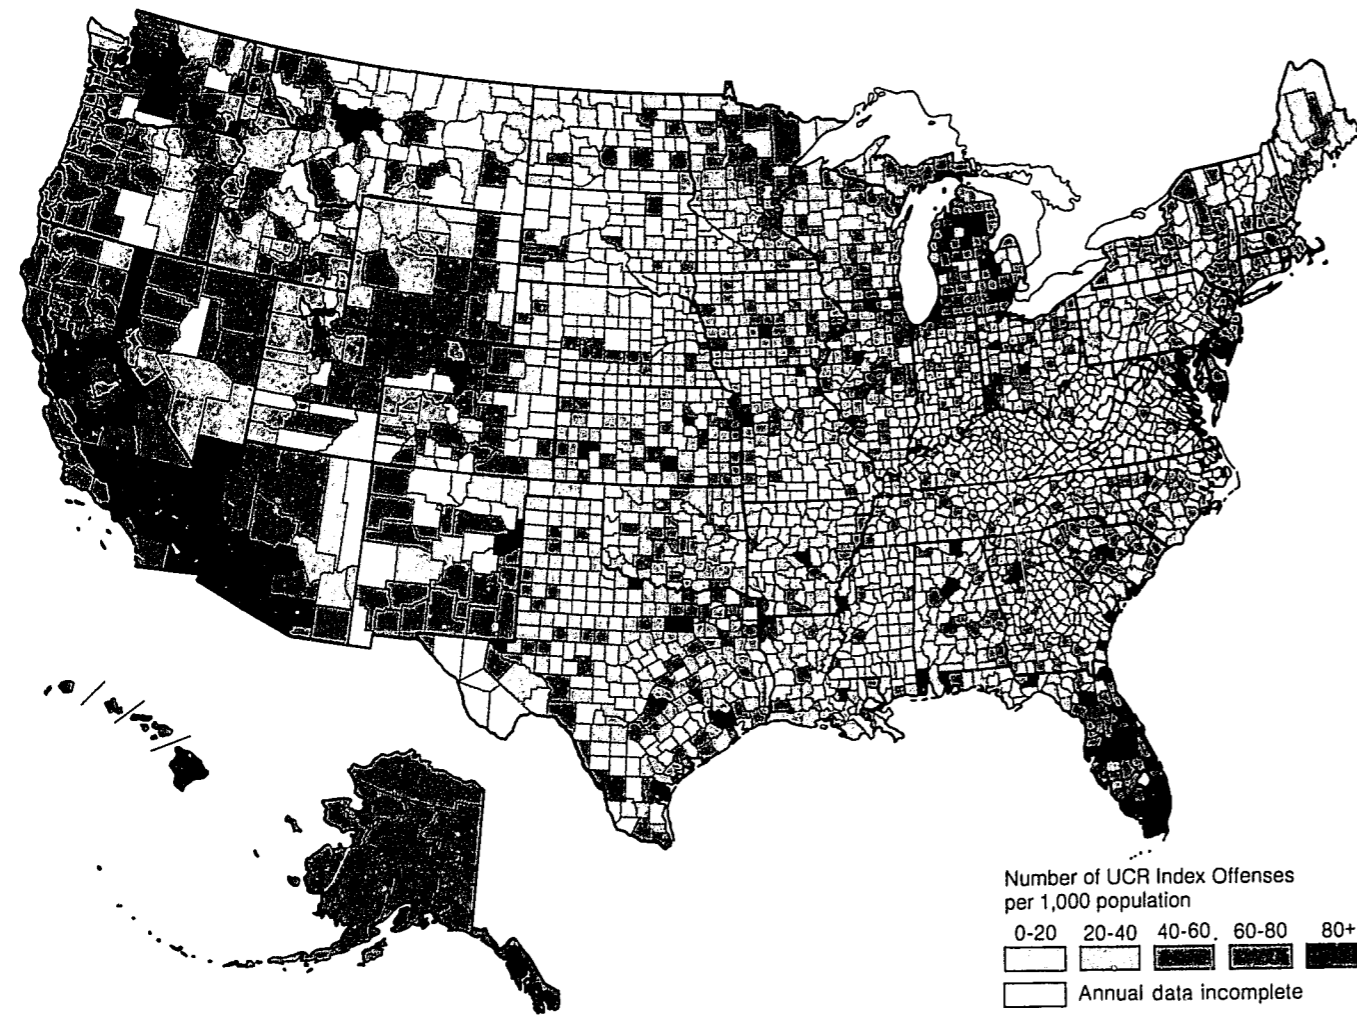 Number of UCR Index Offenses
per 1,000 population
0-20 20-40 40-60 60-80 80+
Annual data incomplete